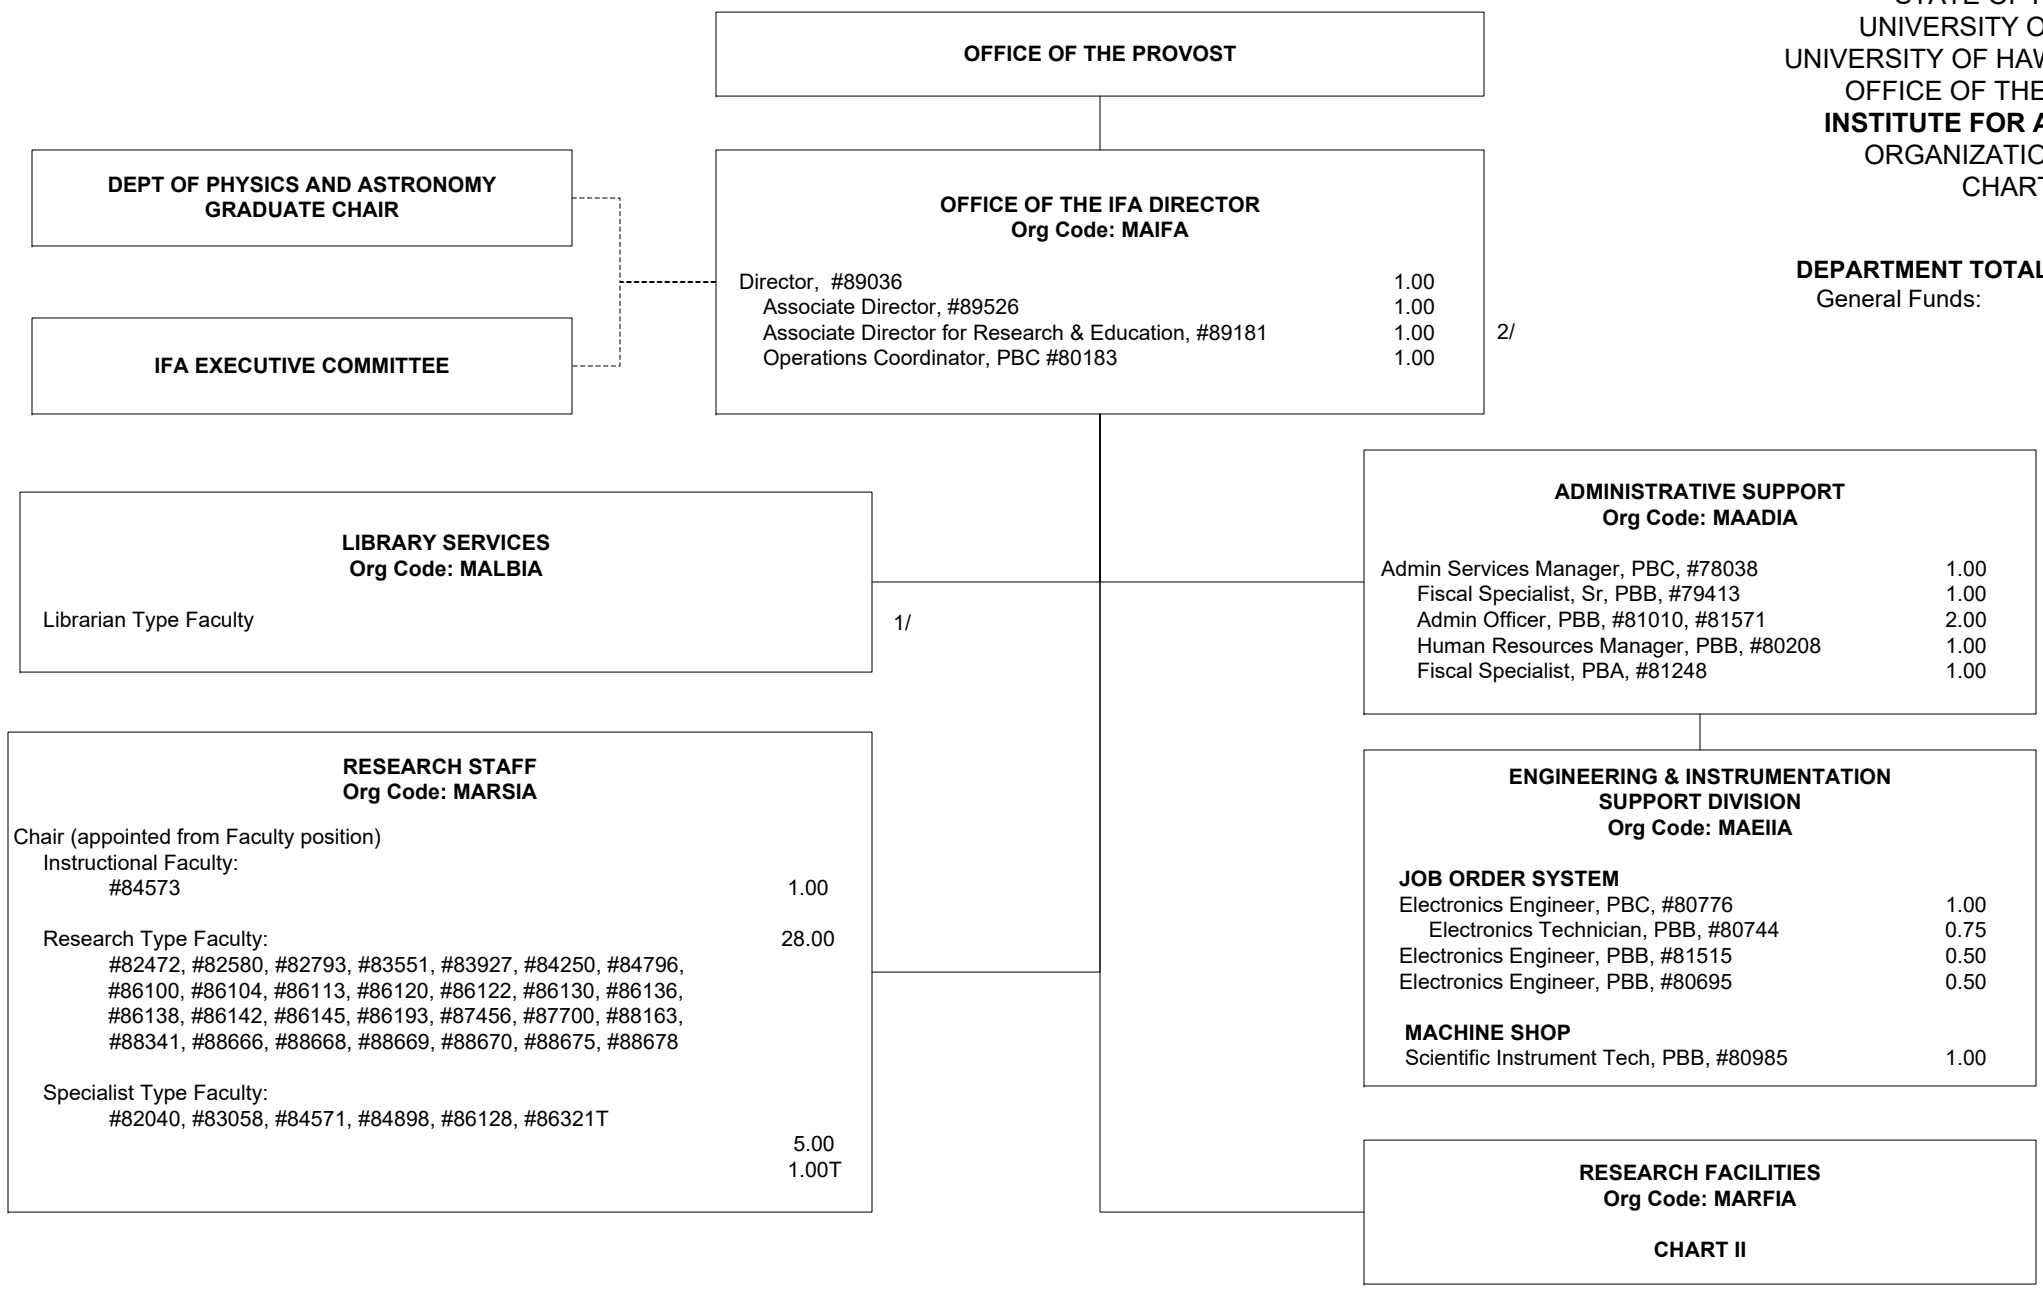 STATE OF
UNIVERSITY O
UNIVERSITY OF HAW
OFFICE OF THE
INSTITUTE FOR A
ORGANIZATIO
CHART
DEPARTMENT TOTAL
General Funds:
OFFICE OF THE PROVOST
DEPT OF PHYSICS AND ASTRONOMY
GRADUATE CHAIR
IFA EXECUTIVE COMMITTEE
OFFICE OF THE IFA DIRECTOR
Org Code: MAIFA
Director, #89036 1.00
Associate Director, #89526 1.00
Associate Director for Research & Education, #89181 1.00 2/
Operations Coordinator, PBC #80183 1.00
LIBRARY SERVICES
Org Code: MALBIA
Librarian Type Faculty 1/
ADMINISTRATIVE SUPPORT
Org Code: MAADIA
Admin Services Manager, PBC, #78038 1.00
Fiscal Specialist, Sr, PBB, #79413 1.00
Admin Officer, PBB, #81010, #81571 2.00
Human Resources Manager, PBB, #80208 1.00
Fiscal Specialist, PBA, #81248 1.00
RESEARCH STAFF
Org Code: MARSIA
Chair (appointed from Faculty position)
Instructional Faculty:
#84573 1.00
Research Type Faculty: 28.00
#82472, #82580, #82793, #83551, #83927, #84250, #84796,
#86100, #86104, #86113, #86120, #86122, #86130, #86136,
#86138, #86142, #86145, #86193, #87456, #87700, #88163,
#88341, #88666, #88668, #88669, #88670, #88675, #88678
Specialist Type Faculty:
#82040, #83058, #84571, #84898, #86128, #86321T
5.00
1.00T
ENGINEERING & INSTRUMENTATION
SUPPORT DIVISION
Org Code: MAEIIA
JOB ORDER SYSTEM
Electronics Engineer, PBC, #80776 1.00
Electronics Technician, PBB, #80744 0.75
Electronics Engineer, PBB, #81515 0.50
Electronics Engineer, PBB, #80695 0.50
MACHINE SHOP
Scientific Instrument Tech, PBB, #80985 1.00
RESEARCH FACILITIES
Org Code: MARFIA
CHART II